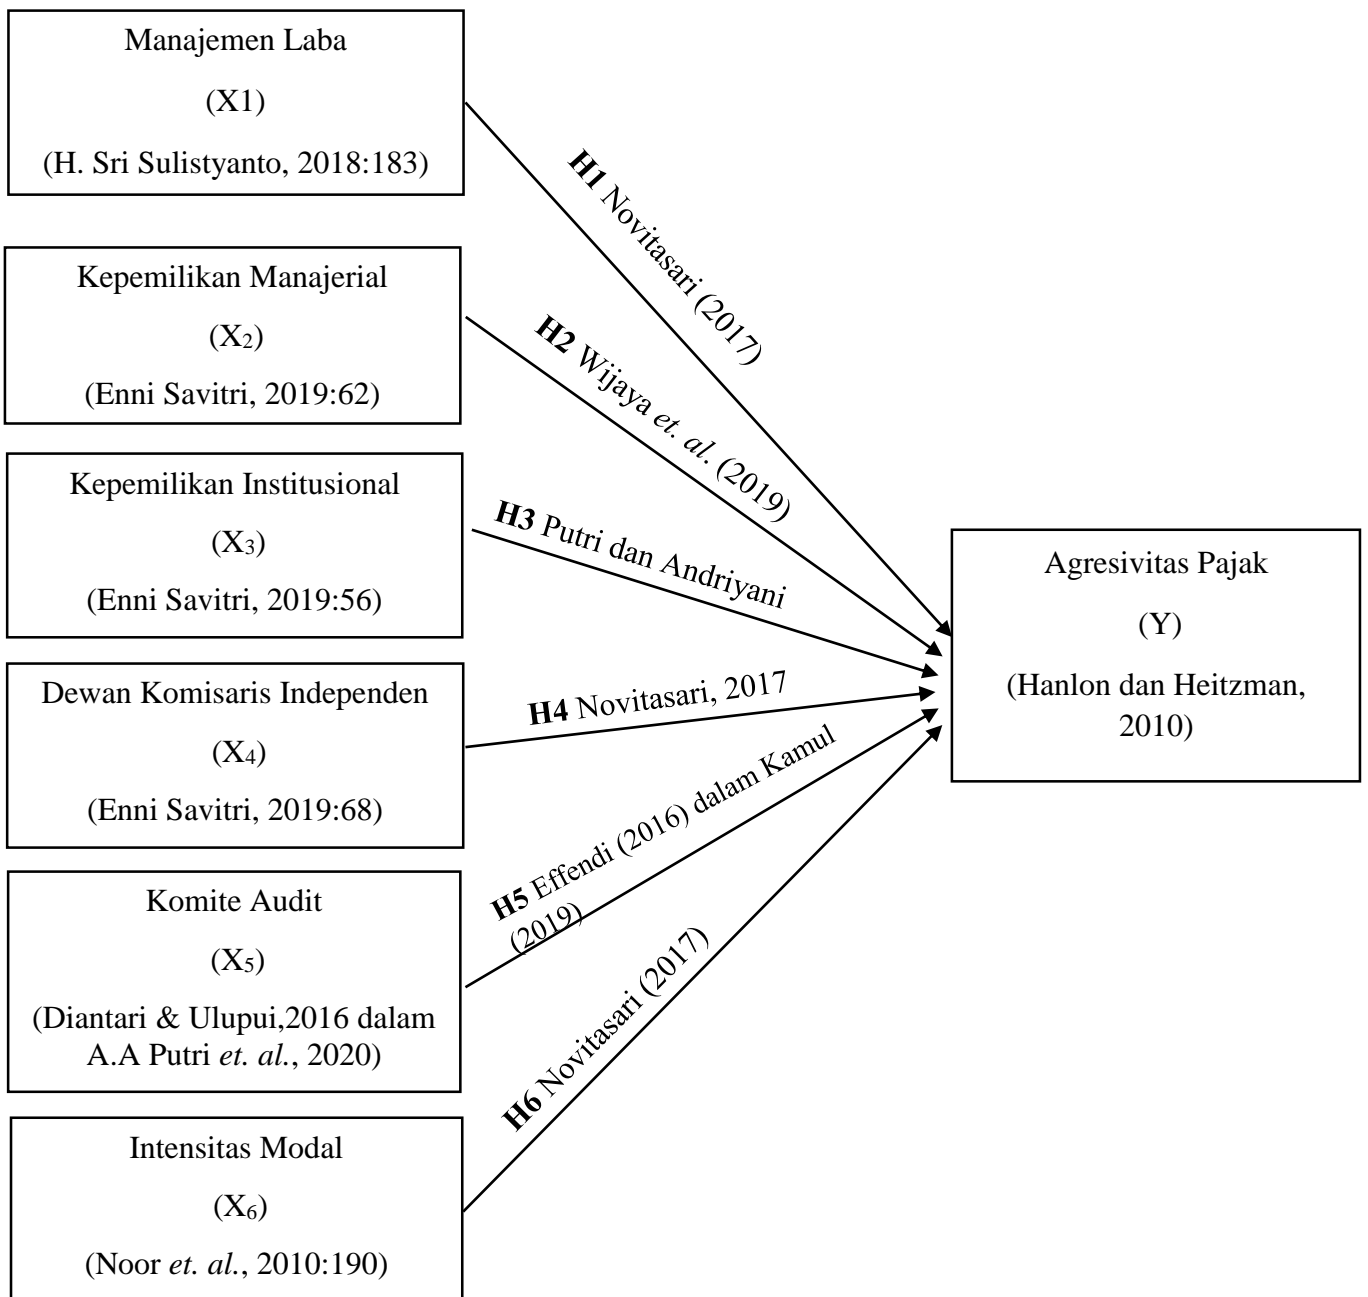 Manajemen Laba
(X1)
(H. Sri Sulistyanto, 2018:183)
H1 Novitasari (2017)
Kepemilikan Manajerial
(X2)
(Enni Savitri, 2019:62)
H2 Wijaya et. al. (2019)
Kepemilikan Institusional
(X3)
(Enni Savitri, 2019:56)
H3 Putri dan Andriyani
Agresivitas Pajak
(Y)
(Hanlon dan Heitzman,
2010)
Dewan Komisaris Independen
(X4)
(Enni Savitri, 2019:68)
H4 Novitasari, 2017
Komite Audit
(X5)
(Diantari & Ulupui,2016 dalam
A.A Putri et. al., 2020)
H5 Effendi (2016) dalam Kamul
(2019)
Intensitas Modal
(X6)
(Noor et. al., 2010:190)
H6 Novitasari (2017)